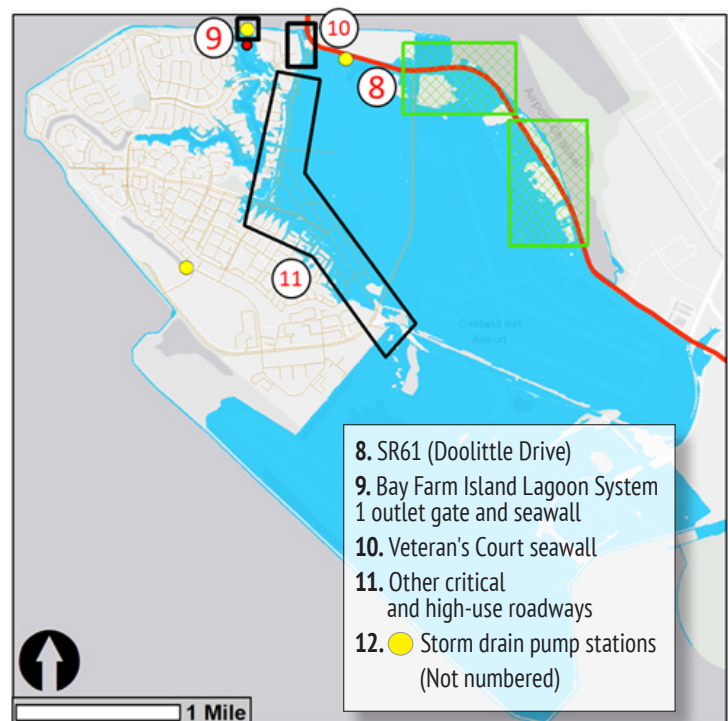 9
10
8
Airport Channel
11
Oakland Int'l
Airport
8. SR61 (Doolittle Drive)
9. Bay Farm Island Lagoon System
1 outlet gate and seawall
10. Veteran's Court seawall
11. Other critical
and high-use roadways
12. Storm drain pump stations
(Not numbered)
1 Mile